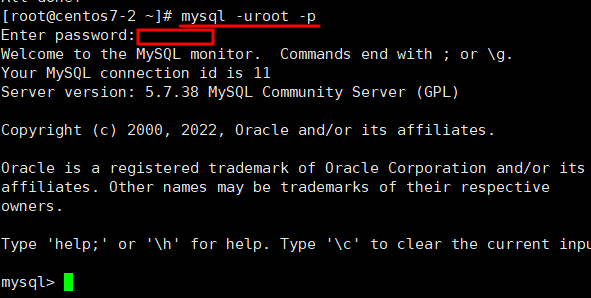 All done!
[root@centos7-2 ~]# mysql -uroot -p
Enter password:
Welcome to the MySQL monitor.  Commands end with ; or \g.
Your MySQL connection id is 11
Server version: 5.7.38 MySQL Community Server (GPL)
Copyright (c) 2000, 2022, Oracle and/or its affiliates.
Oracle is a registered trademark of Oracle Corporation and/or its
affiliates. Other names may be trademarks of their respective
owners.
Type 'help;' or '\h' for help. Type '\c' to clear the current inpu
mysql>